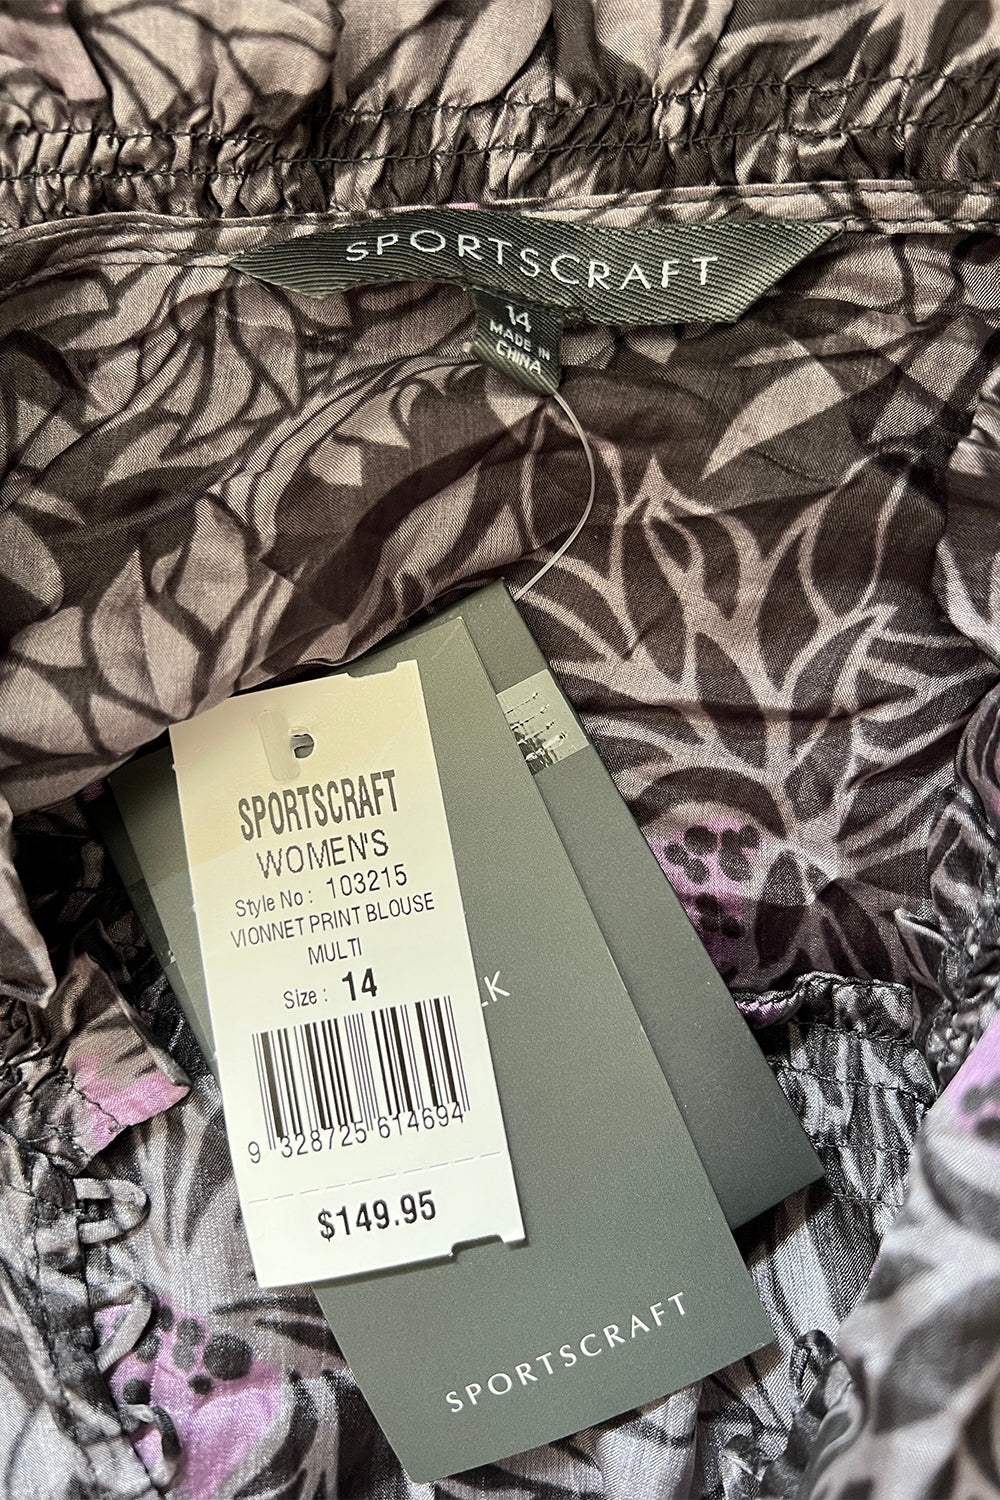 SPORTSCRAFT
14
MADE IN
CHINA
SPORTSCRAFT
WOMEN'S
Style No : 103215
VIONNET PRINT BLOUSE
MULTI
Size : 14
9 328725 614694
$149.95
LK
SPORTSCRAFT